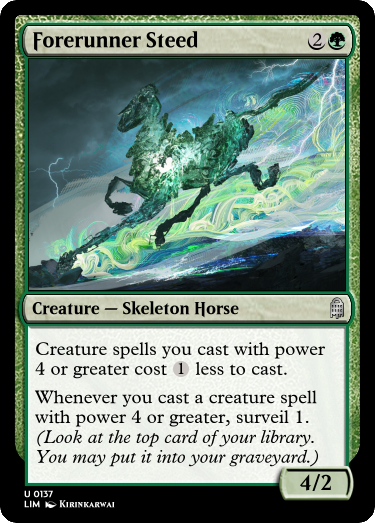 Forerunner Steed 2
Creature — Skeleton Horse
Creature spells you cast with power
4 or greater cost 1 less to cast.
Whenever you cast a creature spell
with power 4 or greater, surveil 1.
(Look at the top card of your library.
You may put it into your graveyard.)
4/2
U 0137
LIM KIRINKARWAI